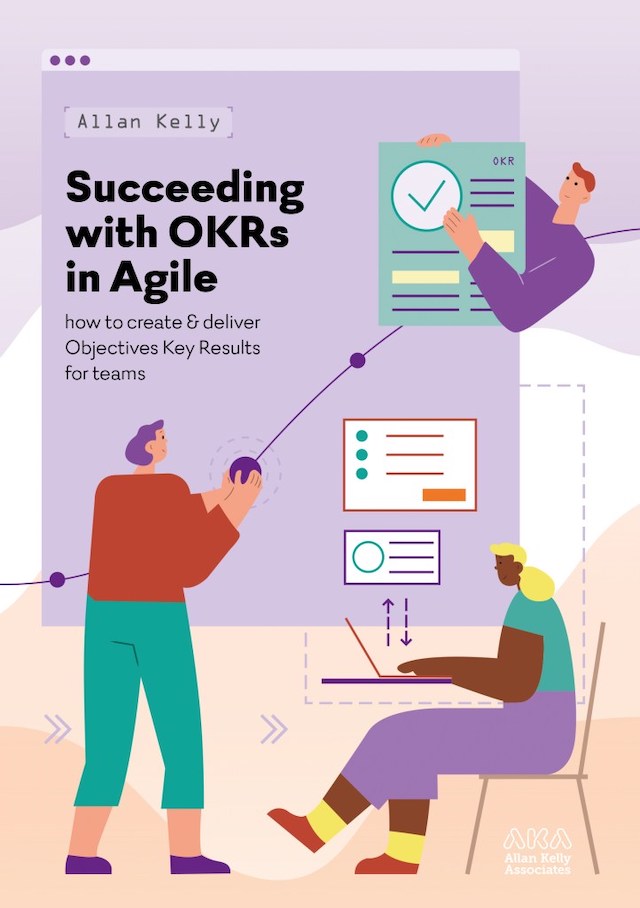 Allan Kelly
Succeeding
with OKRs
in Agile
how to create & deliver
Objectives Key Results
for teams
OKR
AKA
Allan Kelly
Associates